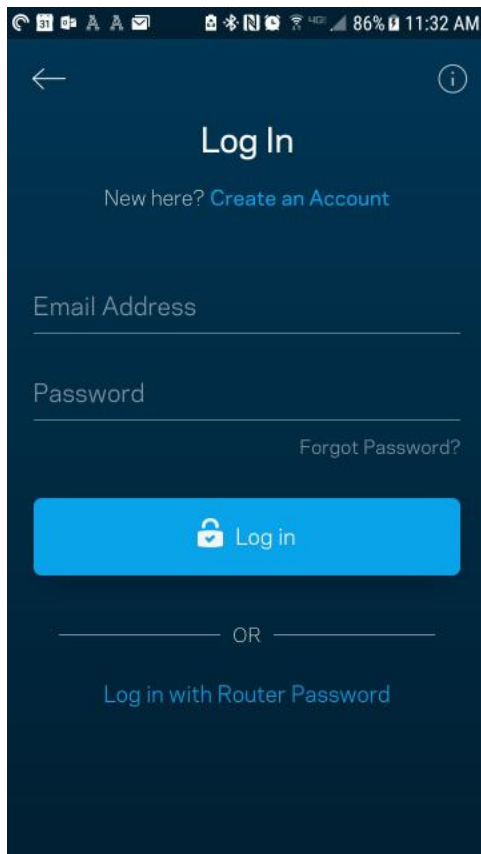 31 86% 11:32 AM
Log In
New here? Create an Account
Email Address
Password
Forgot Password?
Log in
OR
Log in with Router Password